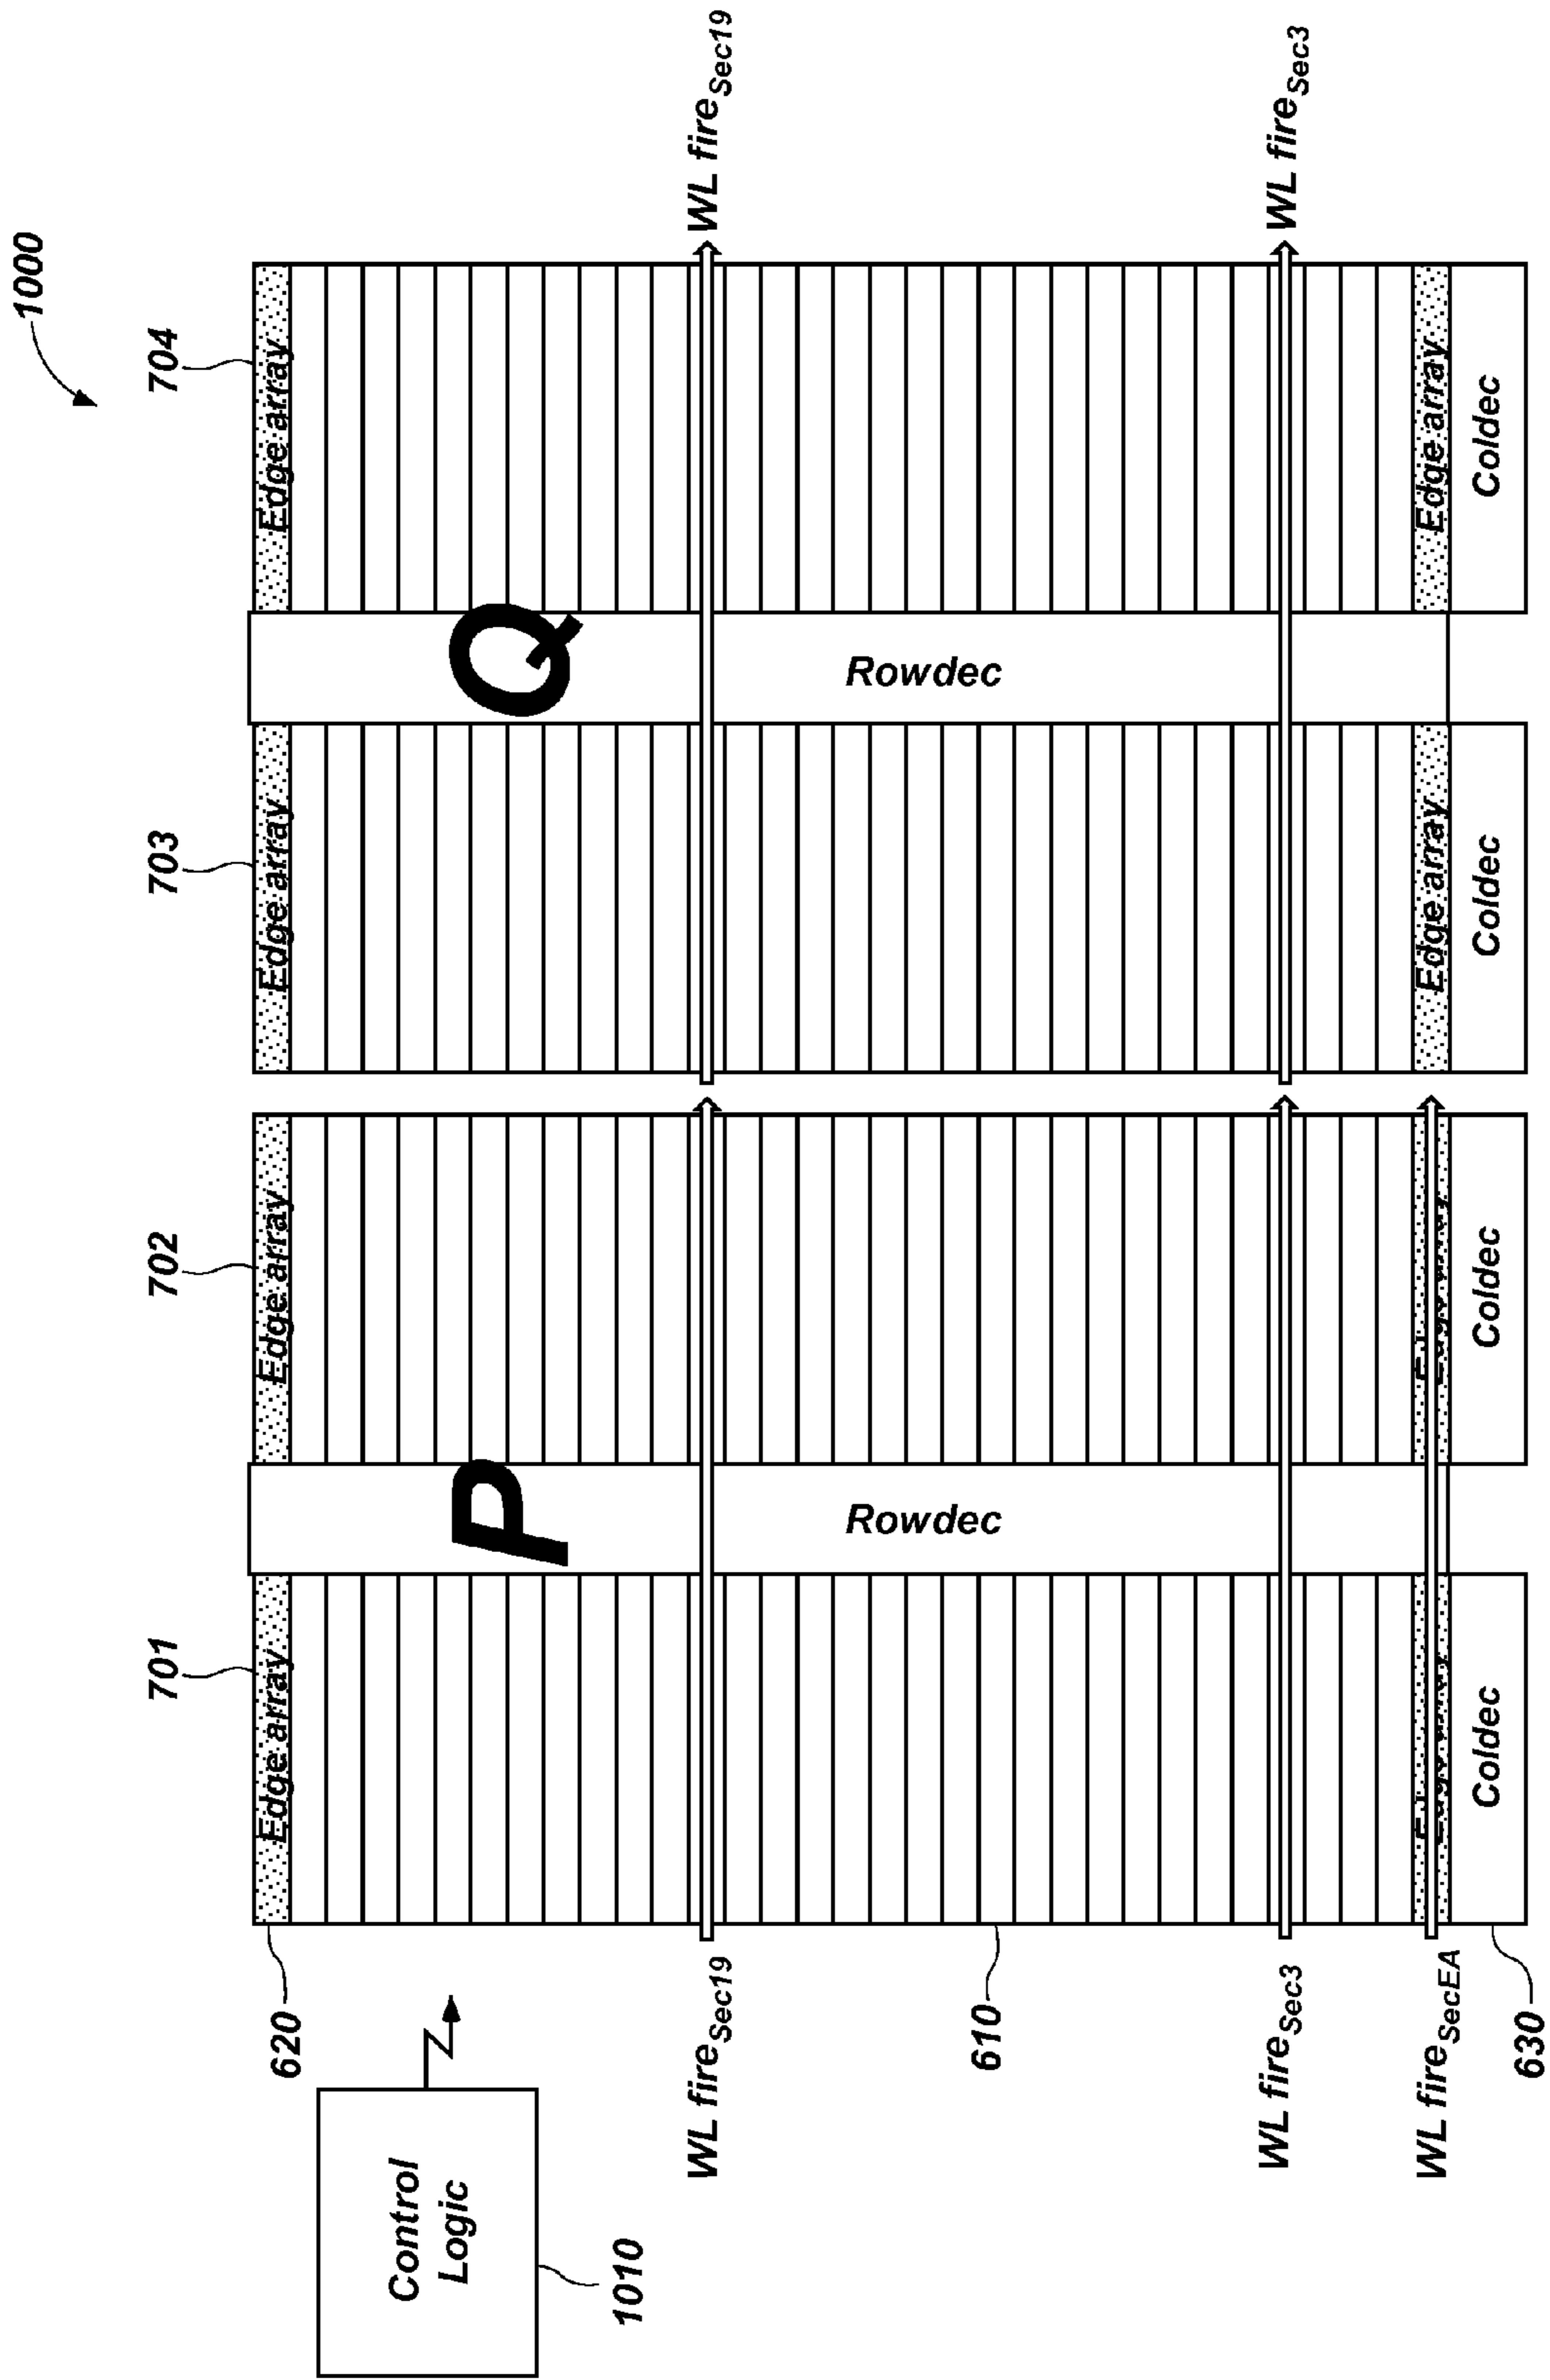 1000
701 702 703 704
Edge array Edge array Edge array Edge array
620
Control
Logic
P Q
1010
WL fireSec19 WL fireSec19
Rowdec Rowdec
610
WL fireSec3 WL fireSec3
WL fireSecEA
Edge array Edge array
Coldec Coldec Coldec Coldec
630